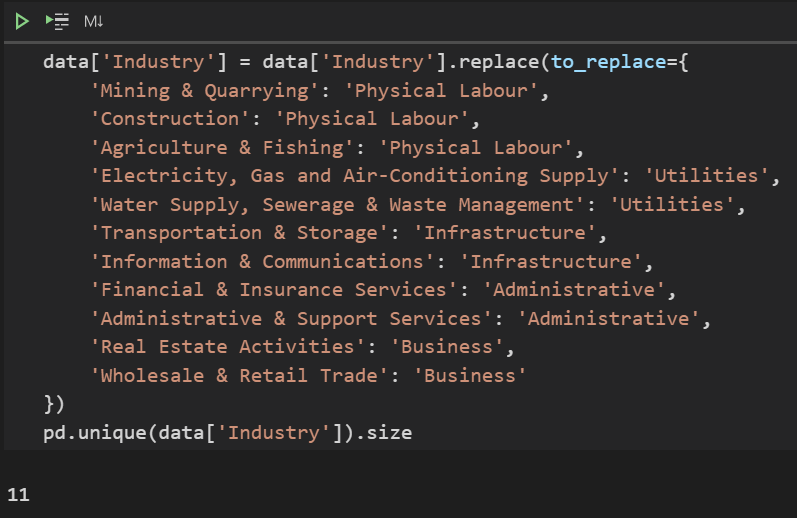 M↓
data['Industry'] = data['Industry'].replace(to_replace={
    'Mining & Quarrying': 'Physical Labour',
    'Construction': 'Physical Labour',
    'Agriculture & Fishing': 'Physical Labour',
    'Electricity, Gas and Air-Conditioning Supply': 'Utilities',
    'Water Supply, Sewerage & Waste Management': 'Utilities',
    'Transportation & Storage': 'Infrastructure',
    'Information & Communications': 'Infrastructure',
    'Financial & Insurance Services': 'Administrative',
    'Administrative & Support Services': 'Administrative',
    'Real Estate Activities': 'Business',
    'Wholesale & Retail Trade': 'Business'
})
pd.unique(data['Industry']).size
11